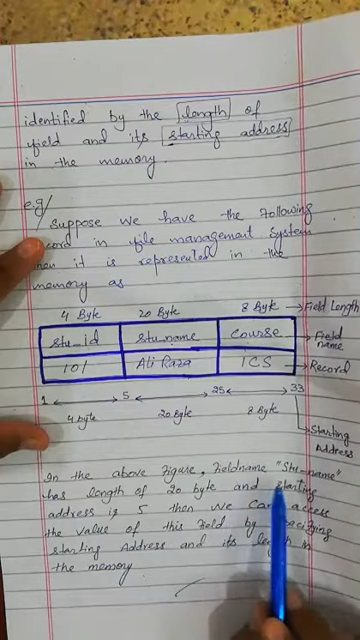 identified by the length of
field and its starting address
in the memory.
e.g/
Suppose we have the following
cord in file management system
then it is represented in the
memory as
4 Byte 20 Byte 8 Byte → Field Length
stu_id stu_name Course → Field name
101 Ali Raza ICS → Record
1 5 25 33
4 byte 20 byte 8 Byte
Starting
Address
In the above figure, fieldname "Stu_name"
has length of 20 byte and starting
address is 5 then we can access
the value of this field by
starting Address and its length in
the memory